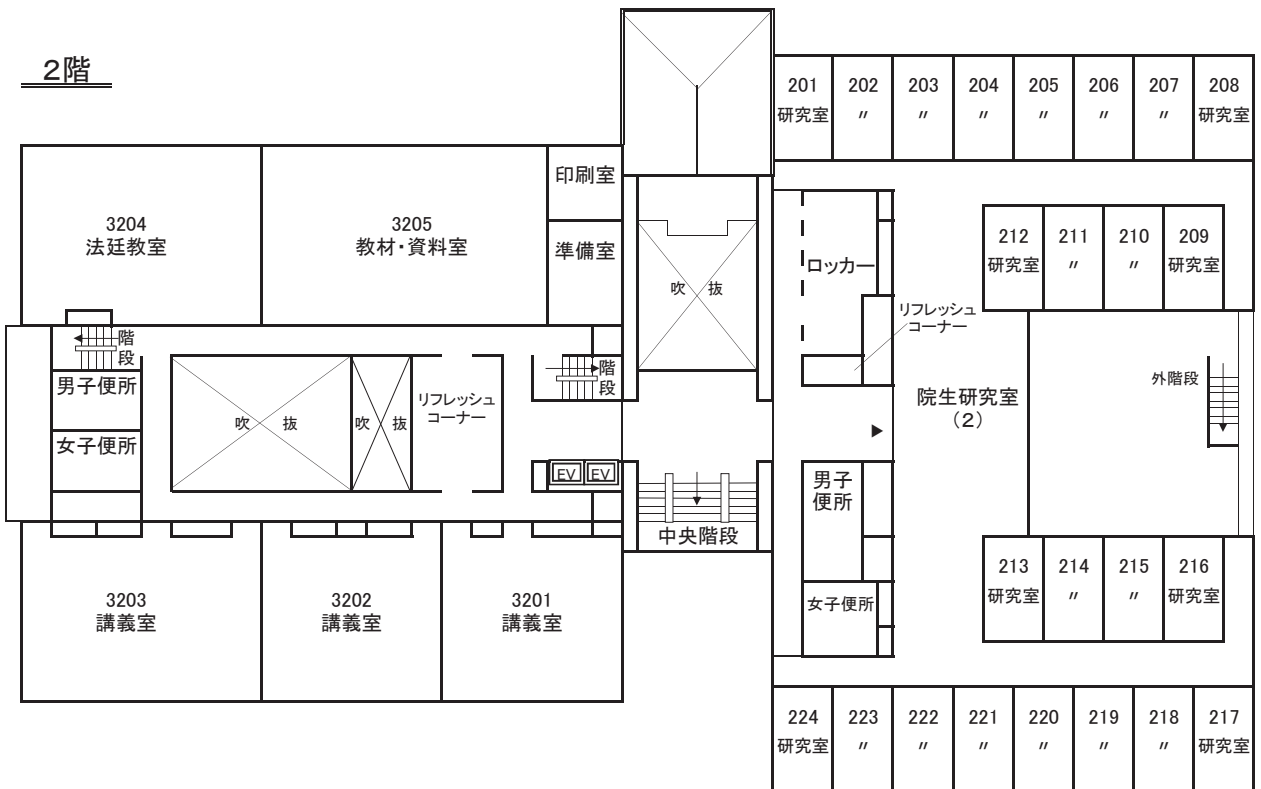 2階
201
研究室
202
〃
203
〃
204
〃
205
〃
206
〃
207
〃
208
研究室
印刷室
準備室
3204
法廷教室
3205
教材・資料室
階
段
男子便所
女子便所
吹 抜
吹 抜
リフレッシュ
コーナー
階
段
EV
EV
吹 抜
中央階段
ロッカー
リフレッシュ
コーナー
212
研究室
211
〃
210
〃
209
研究室
外階段
院生研究室
(2)
▶
男子
便所
女子便所
213
研究室
214
〃
215
〃
216
研究室
3203
講義室
3202
講義室
3201
講義室
224
研究室
223
〃
222
〃
221
〃
220
〃
219
〃
218
〃
217
研究室